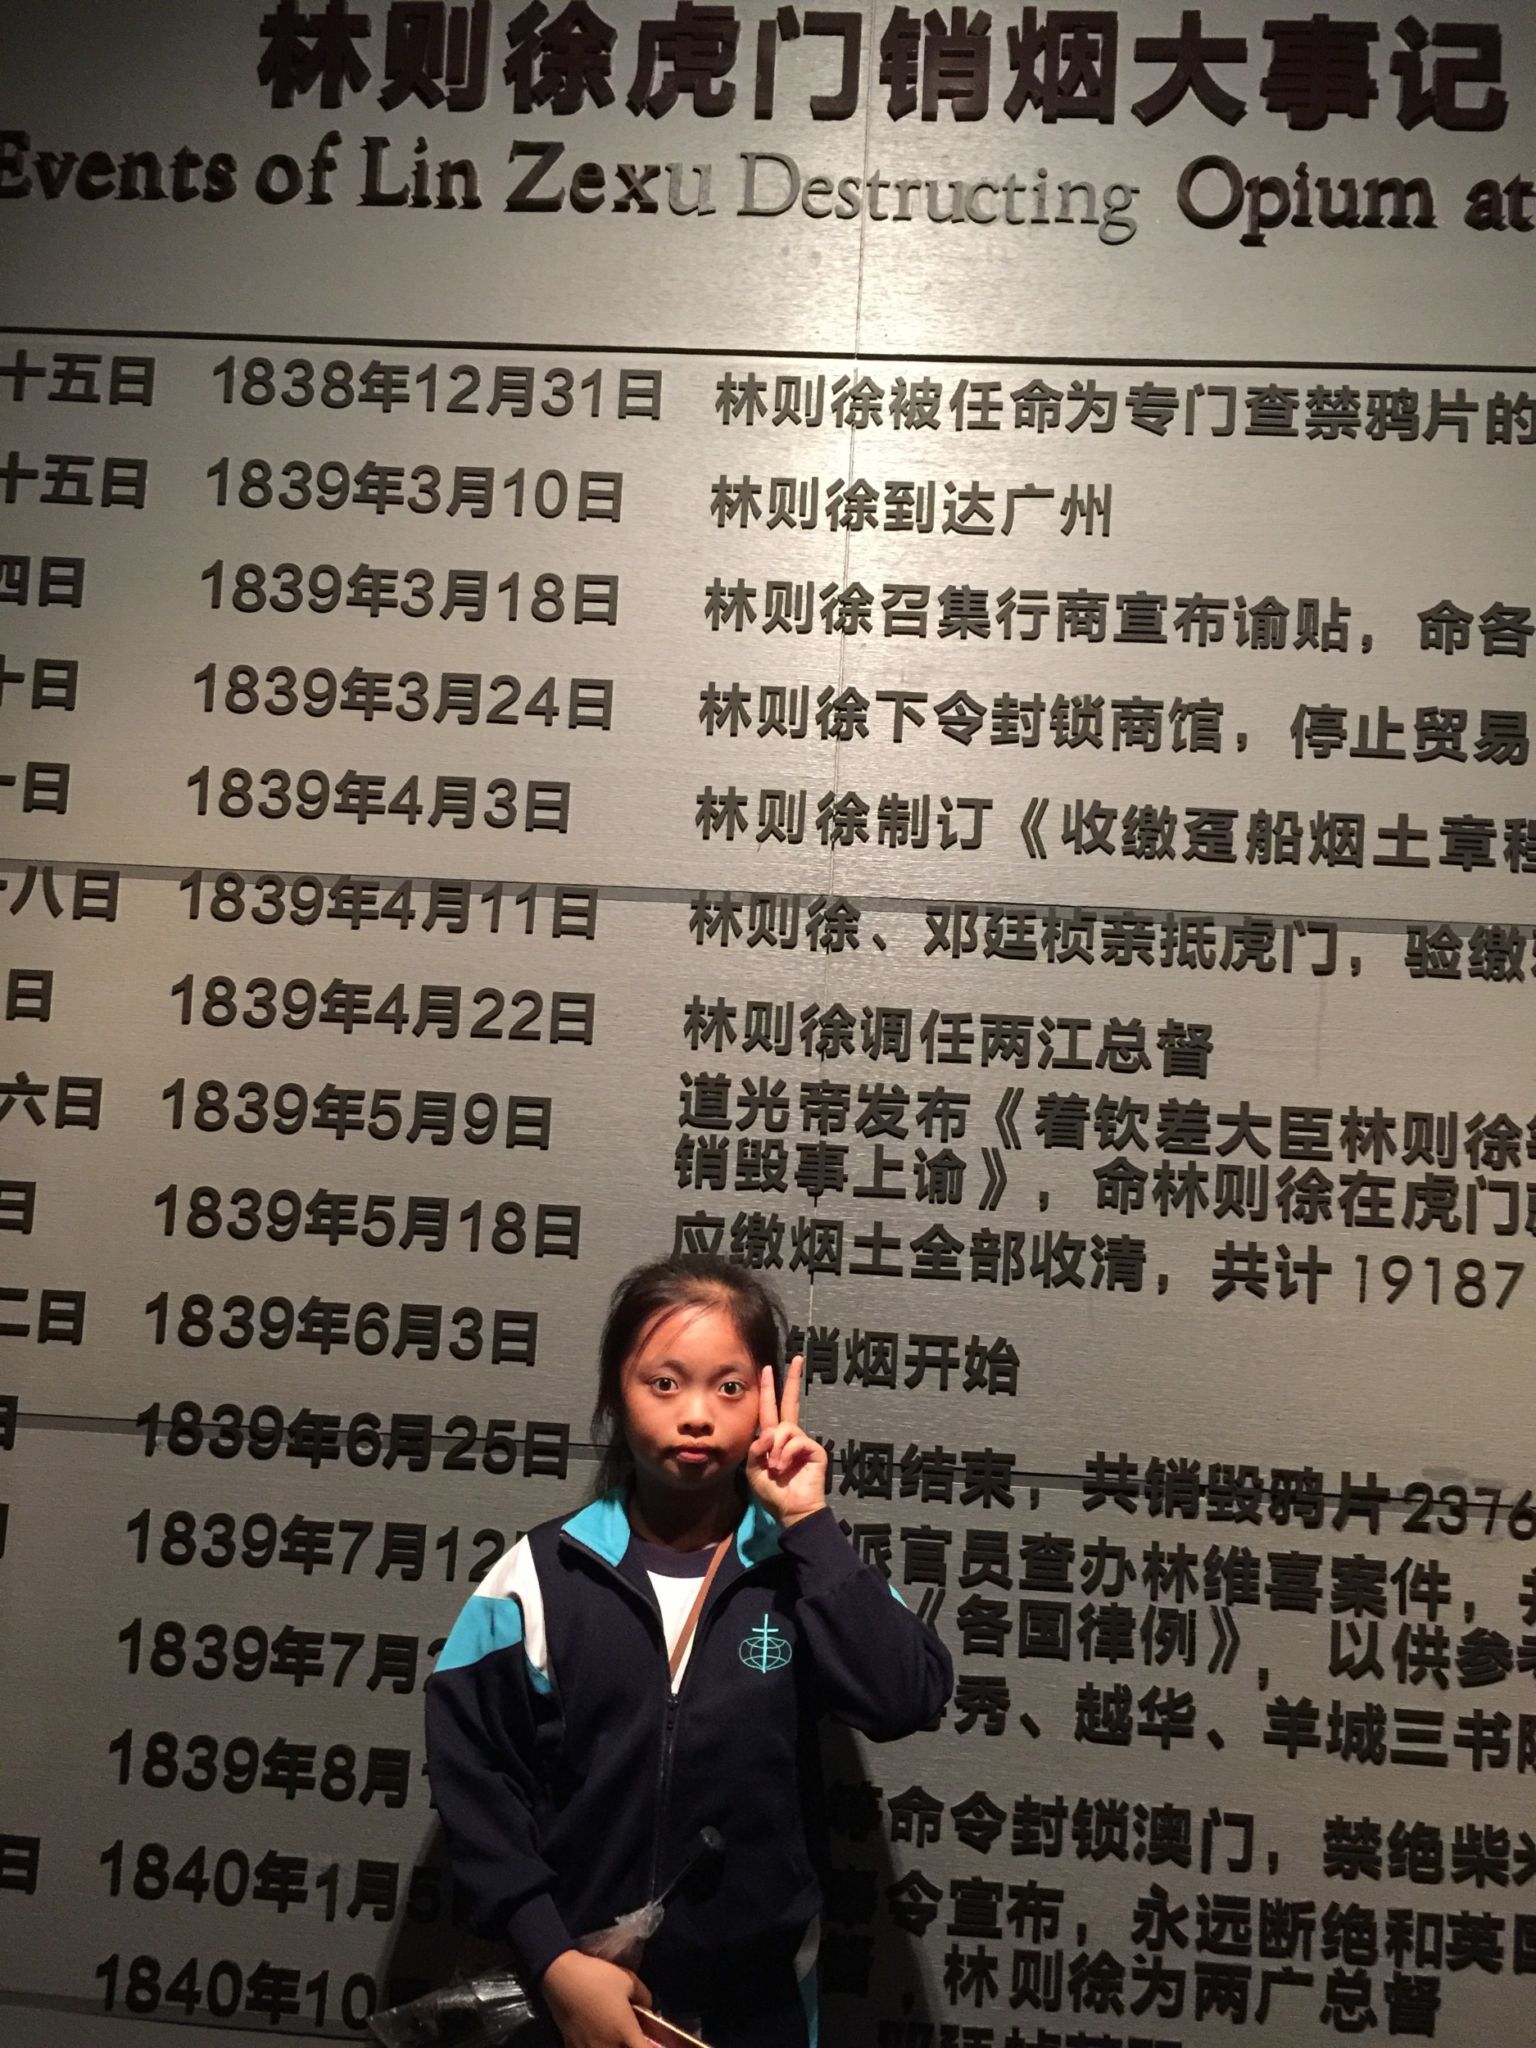 林则徐虎门销烟大事记
Events of Lin Zexu Destructing Opium at
十五日 1838年12月31日 林则徐被任命为专门查禁鸦片的
十五日 1839年3月10日 林则徐到达广州
四日 1839年3月18日 林则徐召集行商宣布谕贴，命各
十日 1839年3月24日 林则徐下令封锁商馆，停止贸易
十日 1839年4月3日 林则徐制订《收缴趸船烟土章程
十八日 1839年4月11日 林则徐、邓廷桢亲抵虎门，验缴
日 1839年4月22日 林则徐调任两江总督
六日 1839年5月9日 道光帝发布《着钦差大臣林则徐
销毁事上谕》，命林则徐在虎门
日 1839年5月18日 应缴烟土全部收清，共计19187
二日 1839年6月3日 销烟开始
日 1839年6月25日 烟结束，共销毁鸦片2376
1839年7月12 派官员查办林维喜案件，
《各国律例》，以供参
1839年7月 秀、越华、羊城三书
1839年8月 命令封锁澳门，禁绝柴
日 1840年1月5 令宣布，永远断绝和英
，林则徐为两广总督
1840年10